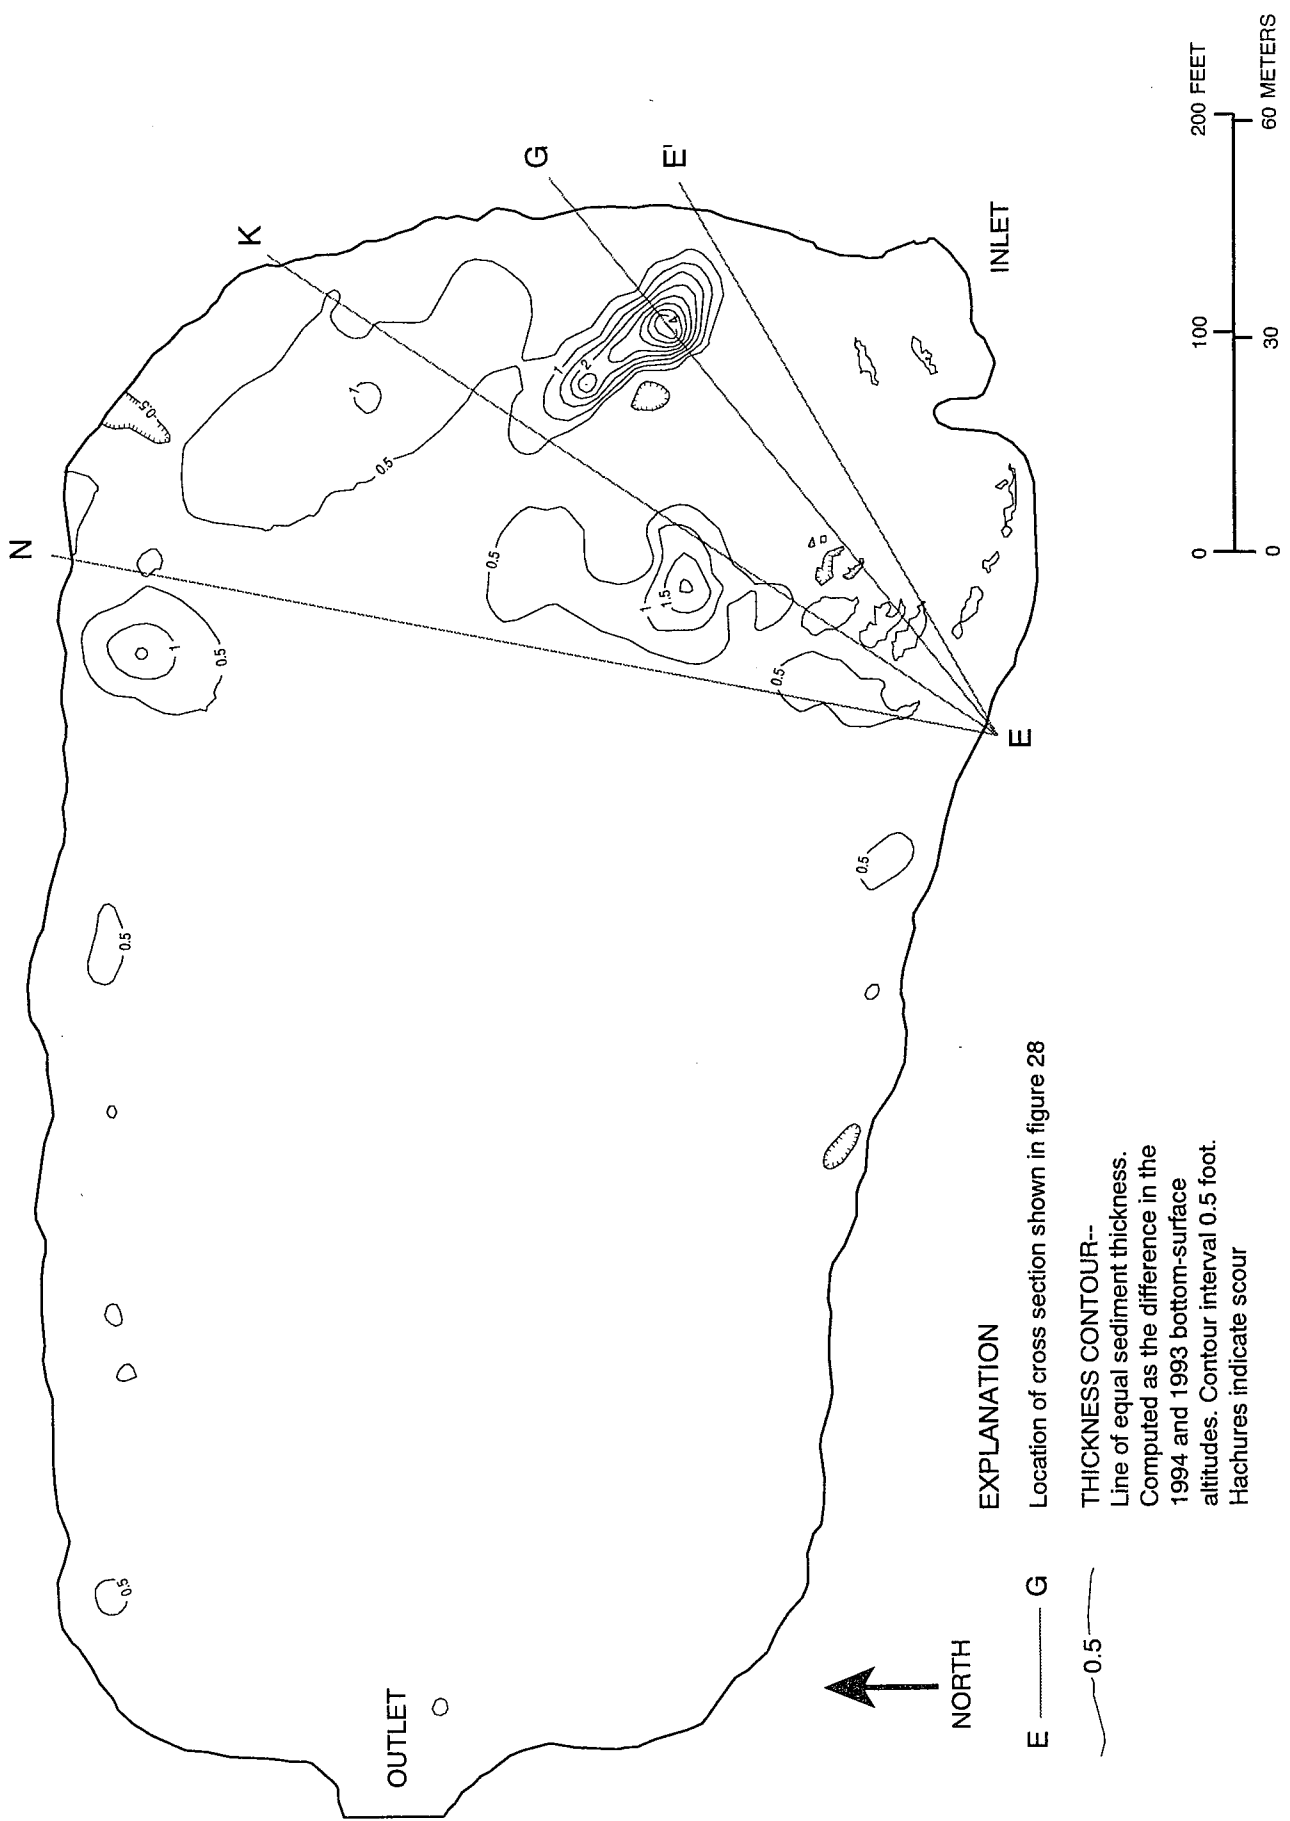 N
K
G
E'
E
INLET
OUTLET
-0.5
1
0.5
1
0.5
1
2
4
0.5
1
1.5
0.5
0.5
0.5
0.5
200 FEET
100
0
60 METERS
30
0
NORTH
EXPLANATION
E G Location of cross section shown in figure 28
0.5 THICKNESS CONTOUR--
Line of equal sediment thickness.
Computed as the difference in the
1994 and 1993 bottom-surface
altitudes. Contour interval 0.5 foot.
Hachures indicate scour